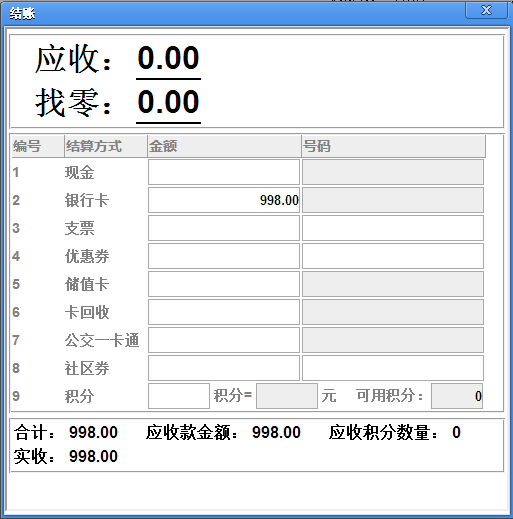 结账
应收：0.00
找零：0.00
编号 结算方式 金额 号码
1 现金
2 银行卡 998.00
3 支票
4 优惠券
5 储值卡
6 卡回收
7 公交一卡通
8 社区券
9 积分 积分= 元 可用积分： 0
合计： 998.00 应收款金额： 998.00 应收积分数量： 0
实收： 998.00